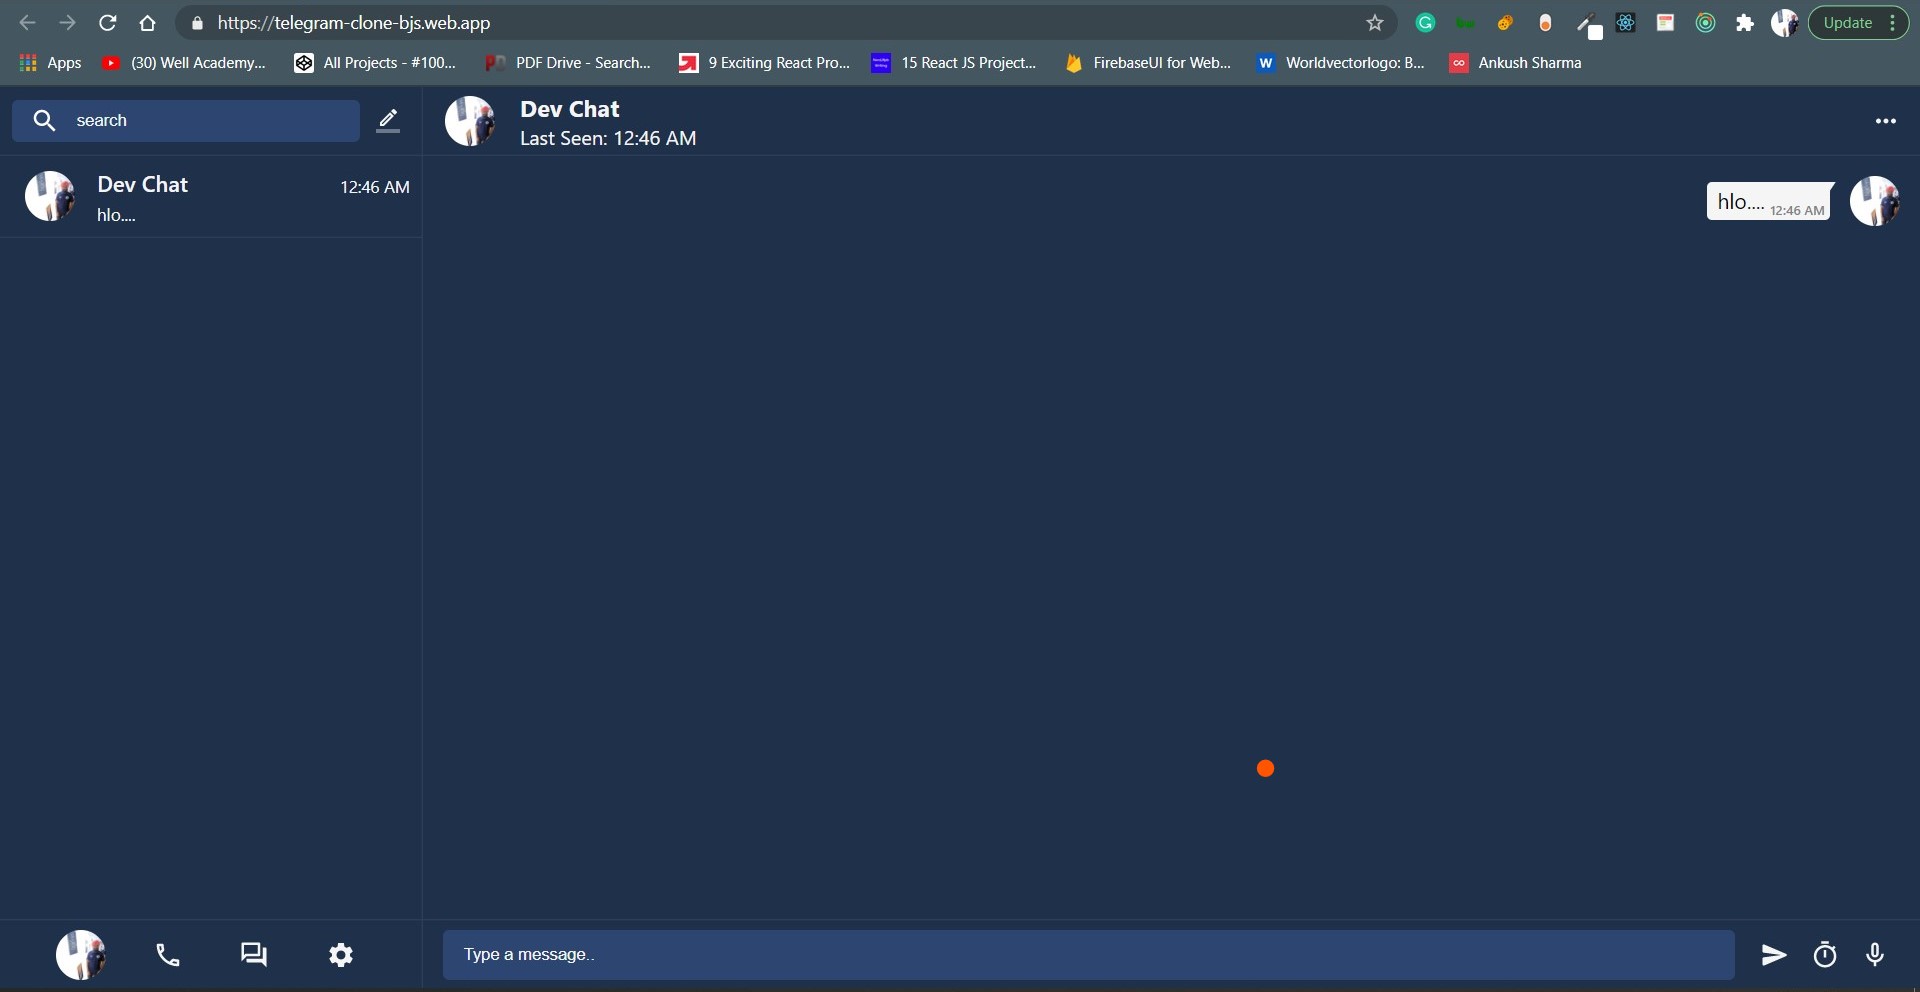 https://telegram-clone-bjs.web.app
Update
Apps
(30) Well Academy...
All Projects - #100...
PDF Drive - Search...
9 Exciting React Pro...
15 React JS Project...
FirebaseUI for Web...
W Worldvectorlogo: B...
Ankush Sharma
search
Dev Chat
Last Seen: 12:46 AM
Dev Chat
12:46 AM
hlo....
hlo.... 12:46 AM
Type a message..